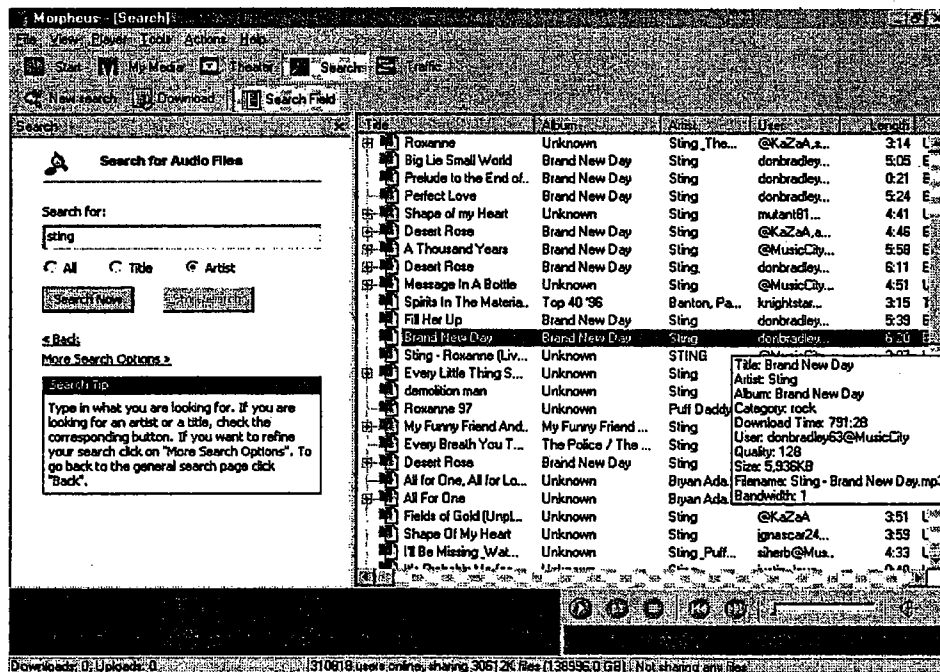 Morpheus - [Search]
File View Player Tools Actions Help
Start My Media Theater Search Traffic
New search Download Search Field
Search
Search for Audio Files
Search for:
sting
All Title Artist
Search Now Stop Search
< Back
More Search Options >
Search Tip
Type in what you are looking for. If you are
looking for an artist or a title, check the
corresponding button. If you want to refine
your search click on "More Search Options". To
go back to the general search page click
"Back".
Title Album Artist User Length
Roxanne Unknown Sting_The... @KaZaA,s... 3:14
Big Lie Small World Brand New Day Sting donbradley... 5:05
Prelude to the End of.. Brand New Day Sting donbradley... 0:21
Perfect Love Brand New Day Sting donbradley... 5:24
Shape of my Heart Unknown Sting mutant81... 4:41
Desert Rose Brand New Day Sting @KaZaA,a... 4:46
A Thousand Years Brand New Day Sting @MusicCity... 5:58
Desert Rose Brand New Day Sting. donbradley... 6:11
Message In A Bottle Unknown Sting @MusicCity... 4:51
Spirits In The Materia.. Top 40 '96 Banton, Pa... knightstar... 3:15
Fill Her Up Brand New Day Sting donbradley... 5:39
Brand New Day Brand New Day Sting donbradley... 6:20
Sting - Roxanne (Liv... Unknown STING
Every Little Thing S... Unknown Sting
demolition man Unknown Sting
Roxanne 97 Unknown Puff Daddy
My Funny Friend And.. My Funny Friend ... Sting
Every Breath You T... The Police / The ... Sting
Desert Rose Brand New Day Sting
All for One, All for Lo... Unknown Bryan Ada.
All For One Unknown Bryan Ada.
Fields of Gold (Unpl... Unknown Sting @KaZaA 3:51
Shape Of My Heart Unknown Sting ignascar24... 3:59
I'll Be Missing_Wat... Unknown Sting_Puff... siherb@Mus.. 4:33
Title: Brand New Day
Artist: Sting
Album: Brand New Day
Category: rock
Download Time: 791:28
User: donbradley63@MusicCity
Quality: 128
Size: 5,936KB
Filename: Sting - Brand New Day.mp3
Bandwidth: 1
Downloads: 0, Uploads: 0
310818 users online, sharing 30612K files (138996.0 GB). Not sharing any files